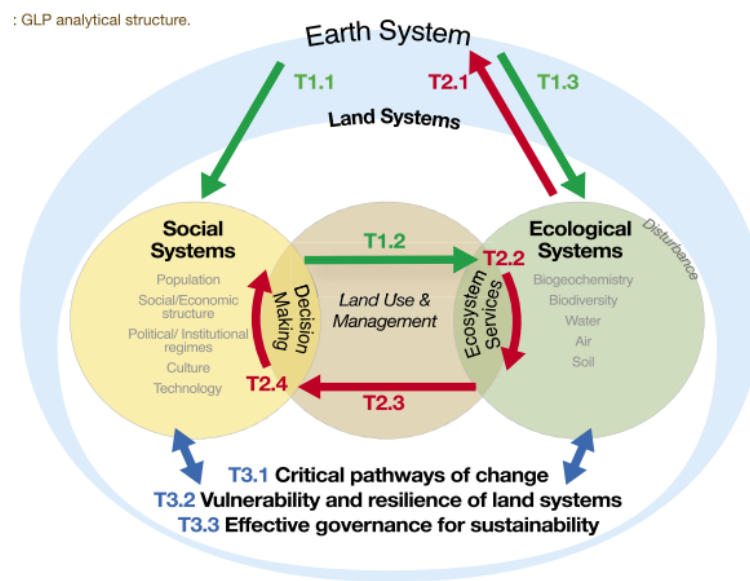 : GLP analytical structure.
Earth System
T1.1
T2.1
T1.3
Land Systems
Social
Systems
Population
Social/Economic
structure
Political/ Institutional
regimes
Culture
Technology
Decision
Making
T1.2
Land Use &
Management
T2.2
Ecosystem
Services
Ecological
Systems
Disturbance
Biogeochemistry
Biodiversity
Water
Air
Soil
T2.4
T2.3
T3.1 Critical pathways of change
T3.2 Vulnerability and resilience of land systems
T3.3 Effective governance for sustainability